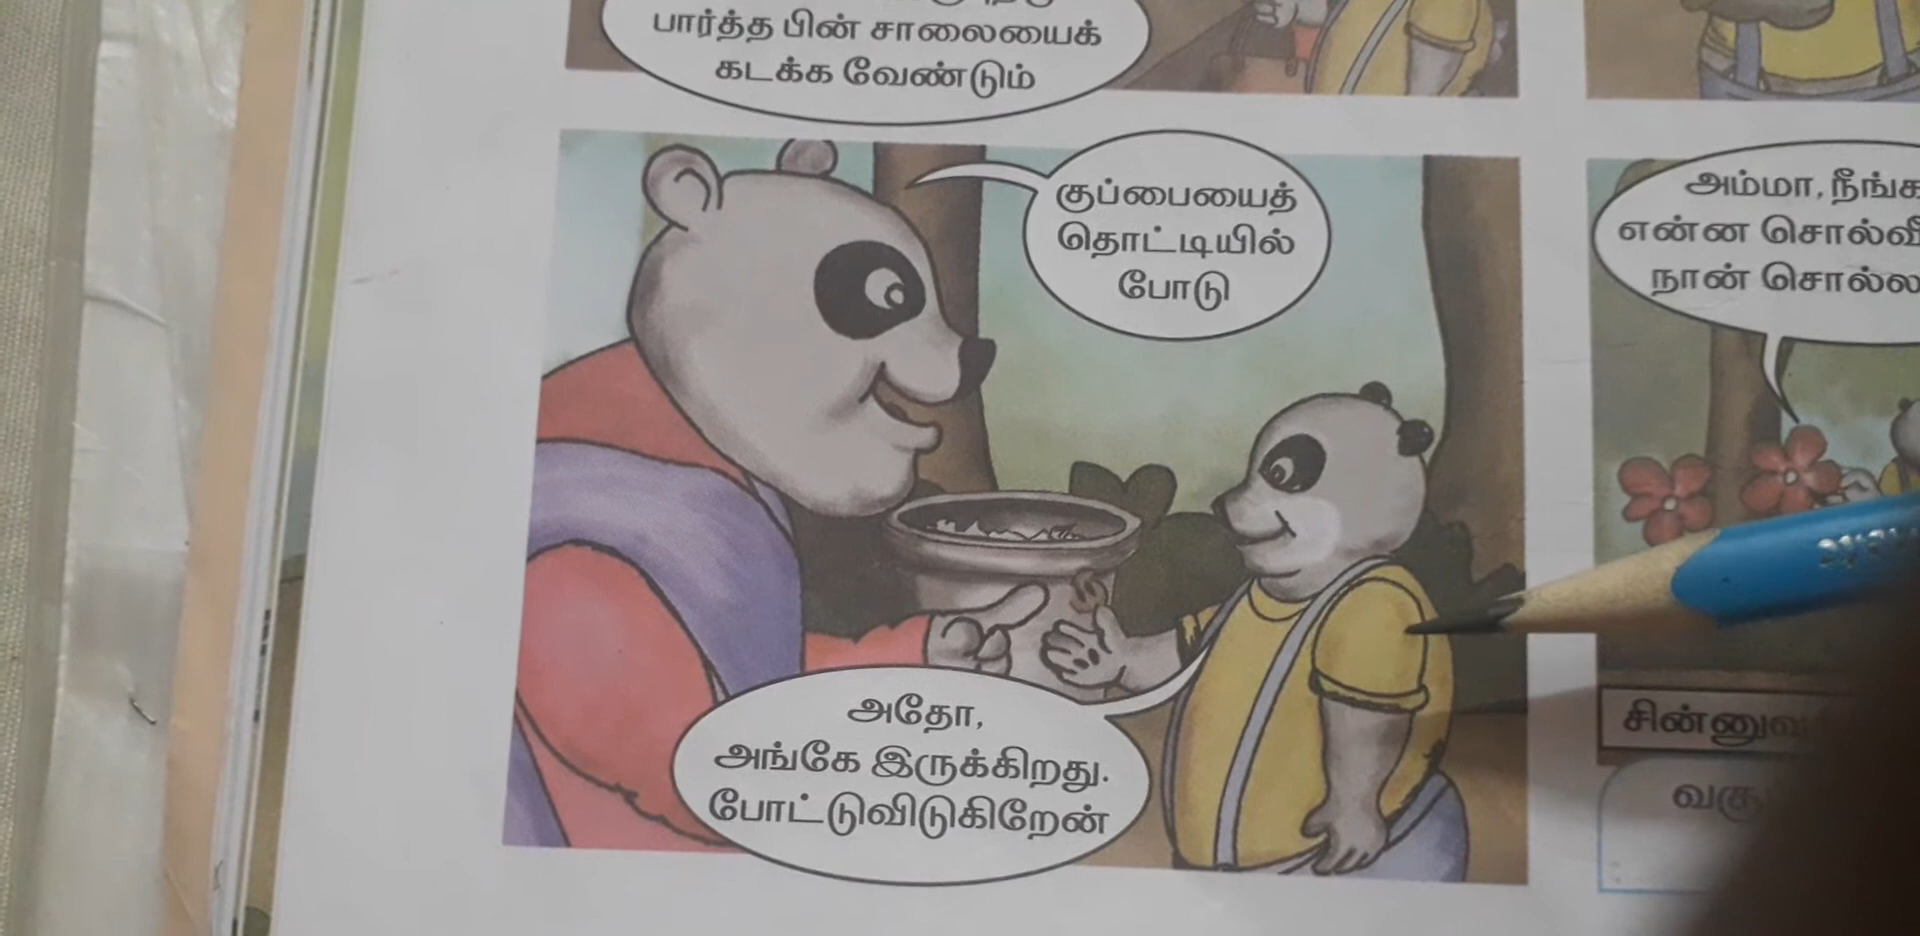 பார்த்த பின் சாலையைக்
கடக்க வேண்டும்
குப்பையைத்
தொட்டியில்
போடு
அதோ,
அங்கே இருக்கிறது.
போட்டுவிடுகிறேன்
அம்மா, நீங்க
என்ன சொல்வீ
நான் சொல்ல